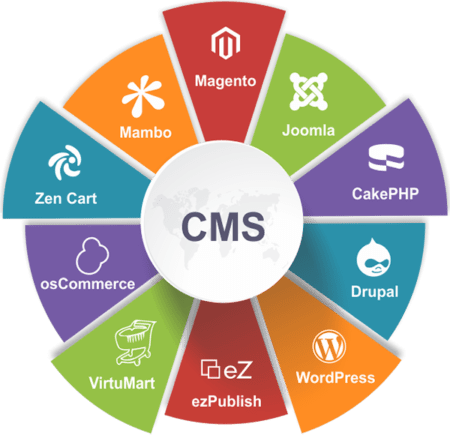 Magento
Joomla
CakePHP
Drupal
WordPress
eZ
ezPublish
VirtuMart
osCommerce
Zen Cart
Mambo
CMS